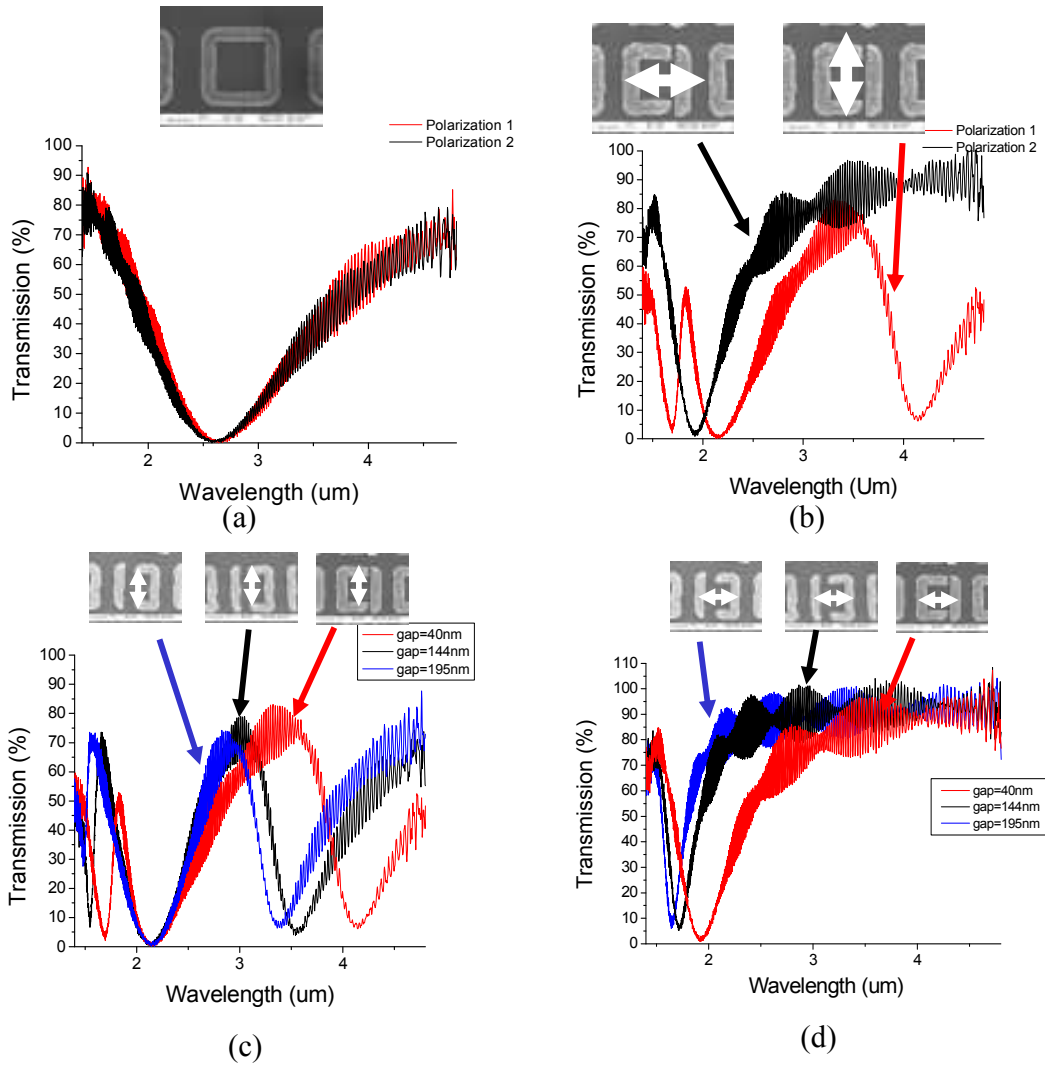 Polarization 1
Polarization 2
100
90
80
70
60
50
40
30
20
10
0
2
3
4
Transmission (%)
Wavelength (um)
(a)
Polarization 1
Polarization 2
100
90
80
70
60
50
40
30
20
10
0
2
3
4
Transmission (%)
Wavelength (Um)
(b)
gap=40nm
gap=144nm
gap=195nm
100
90
80
70
60
50
40
30
20
10
0
2
3
4
Transmission (%)
Wavelength (um)
(c)
110
100
90
80
70
60
50
40
30
20
10
0
gap=40nm
gap=144nm
gap=195nm
2
3
4
Transmission (%)
Wavelength (um)
(d)